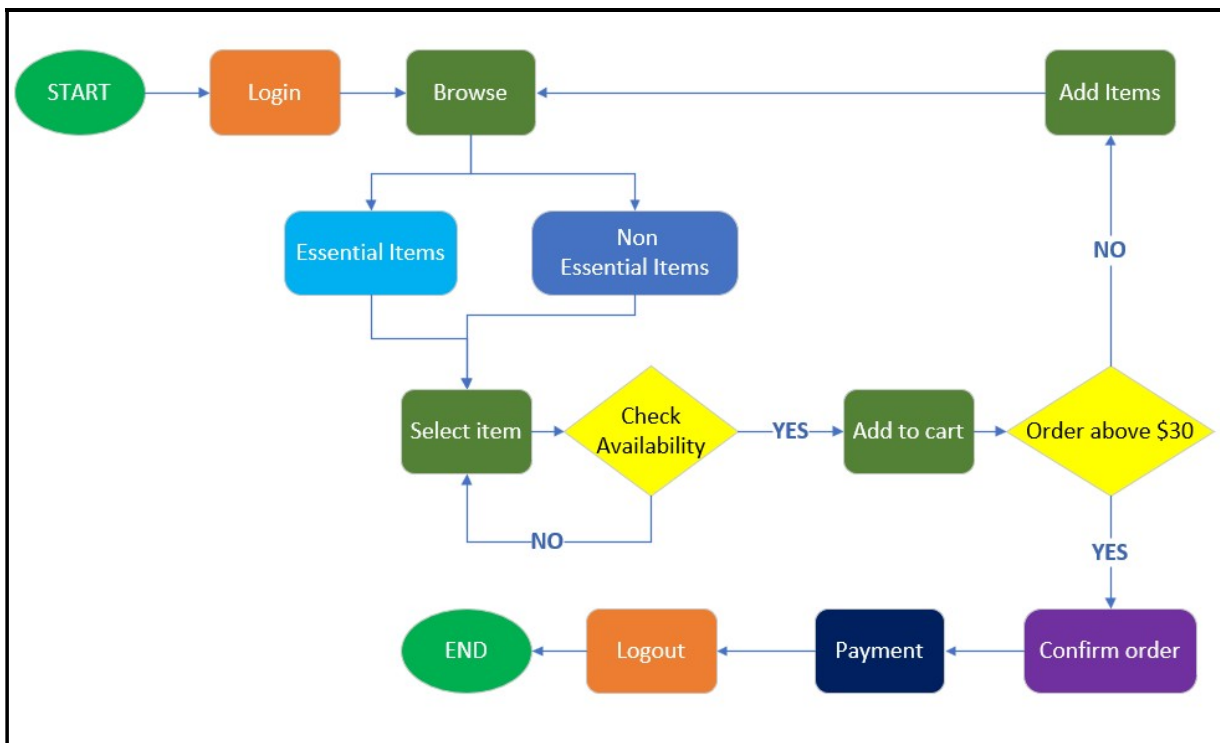 START
Login
Browse
Add Items
Essential Items
Non
Essential Items
NO
Select item
Check
Availability
YES
Add to cart
Order above $30
NO
YES
END
Logout
Payment
Confirm order